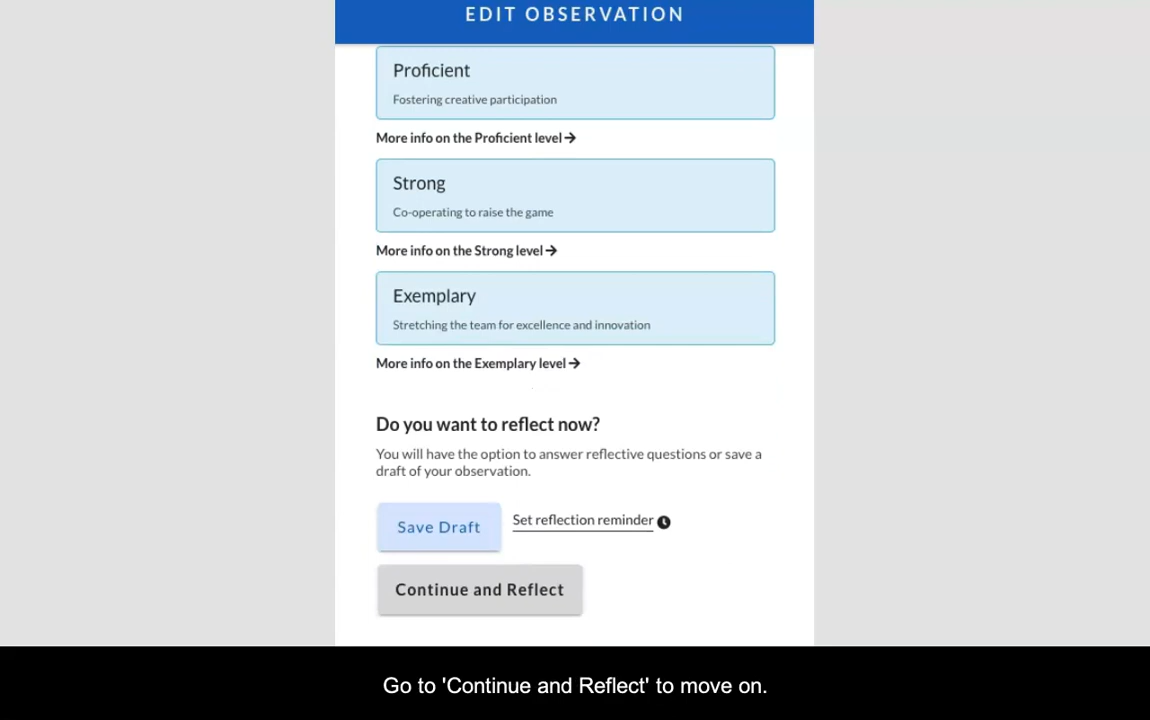 EDIT OBSERVATION
Proficient
Fostering creative participation
More info on the Proficient level→
Strong
Co-operating to raise the game
More info on the Strong level→
Exemplary
Stretching the team for excellence and innovation
More info on the Exemplary level→
Do you want to reflect now?
You will have the option to answer reflective questions or save a
draft of your observation.
Save Draft
Set reflection reminder
Continue and Reflect
Go to 'Continue and Reflect' to move on.